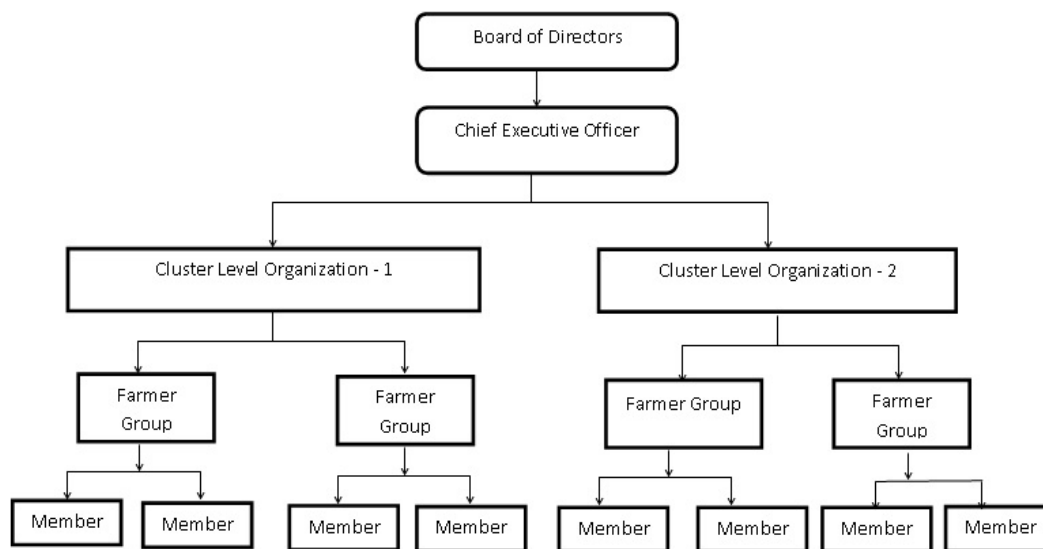 Board of Directors
Chief Executive Officer
Cluster Level Organization - 1
Cluster Level Organization - 2
Farmer
Group
Farmer
Group
Farmer Group
Farmer
Group
Member
Member
Member
Member
Member
Member
Member
Member